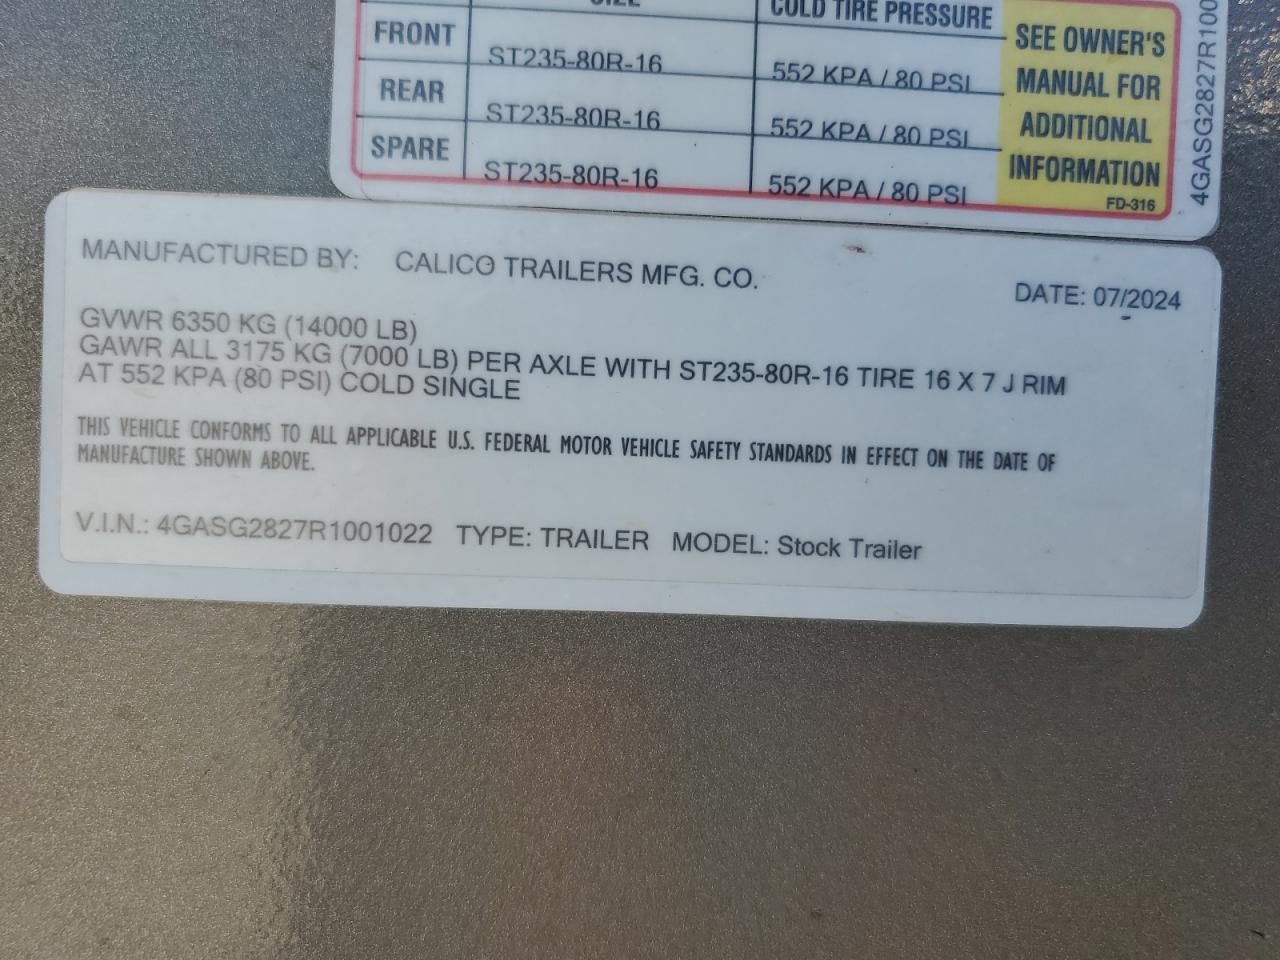 SIZE COLD TIRE PRESSURE
FRONT ST235-80R-16 552 KPA / 80 PSI
REAR ST235-80R-16 552 KPA / 80 PSI
SPARE ST235-80R-16 552 KPA / 80 PSI
SEE OWNER'S
MANUAL FOR
ADDITIONAL
INFORMATION
FD-316
4GASG2827R100
MANUFACTURED BY: CALICO TRAILERS MFG. CO.
DATE: 07/2024
GVWR 6350 KG (14000 LB)
GAWR ALL 3175 KG (7000 LB) PER AXLE WITH ST235-80R-16 TIRE 16 X 7 J RIM
AT 552 KPA (80 PSI) COLD SINGLE
THIS VEHICLE CONFORMS TO ALL APPLICABLE U.S. FEDERAL MOTOR VEHICLE SAFETY STANDARDS IN EFFECT ON THE DATE OF
MANUFACTURE SHOWN ABOVE.
V.I.N.: 4GASG2827R1001022 TYPE: TRAILER MODEL: Stock Trailer